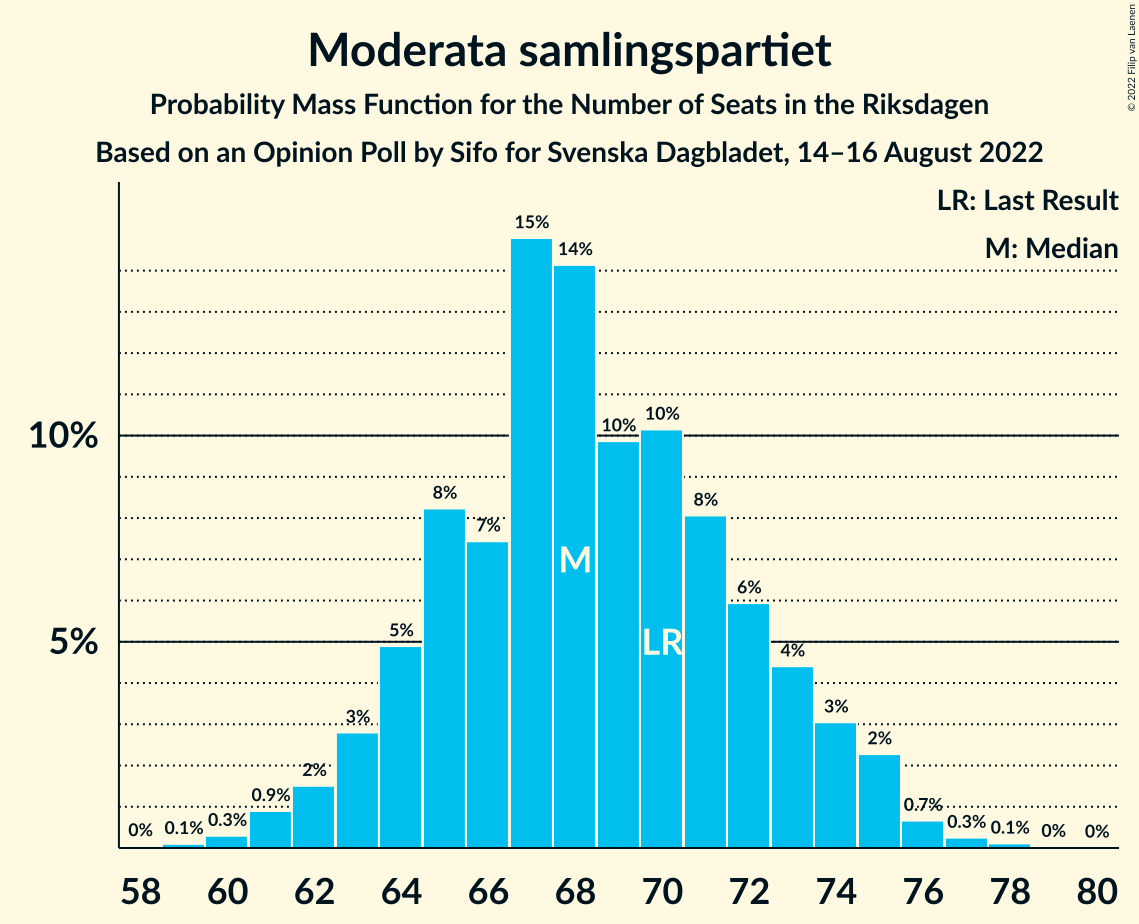 Moderata samlingspartiet
Probability Mass Function for the Number of Seats in the Riksdagen
Based on an Opinion Poll by Sifo for Svenska Dagbladet, 14–16 August 2022
© 2022 Filip van Laenen
LR: Last Result
M: Median
10%
5%
0%
0.1%
0.3%
0.9%
2%
3%
5%
8%
7%
15%
14%
10%
10%
8%
6%
4%
3%
2%
0.7%
0.3%
0.1%
0%
0%
M
LR
58 60 62 64 66 68 70 72 74 76 78 80